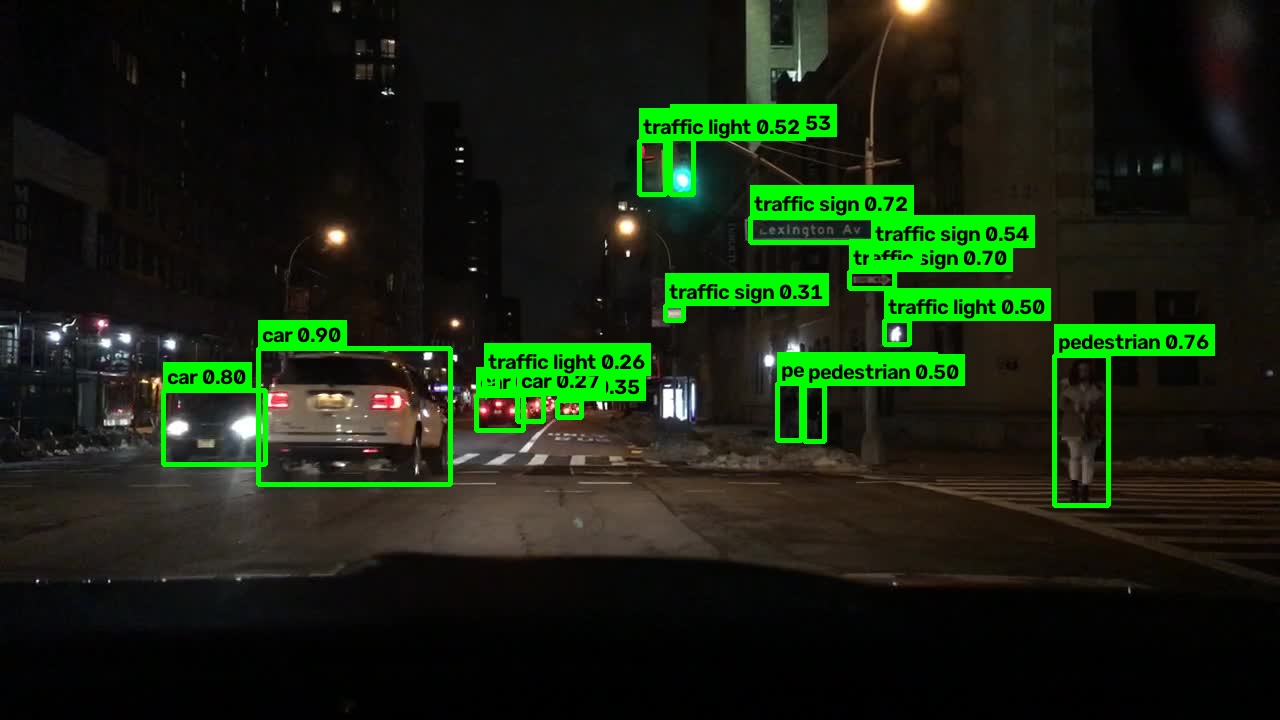 53
traffic light 0.52
traffic sign 0.72
Lexington Av
traffic sign 0.54
traffic sign 0.70
traffic sign 0.31
traffic light 0.50
car 0.90
pedestrian 0.76
traffic light 0.26
car 0.80
pe
pedestrian 0.50
car 0.27
0.35